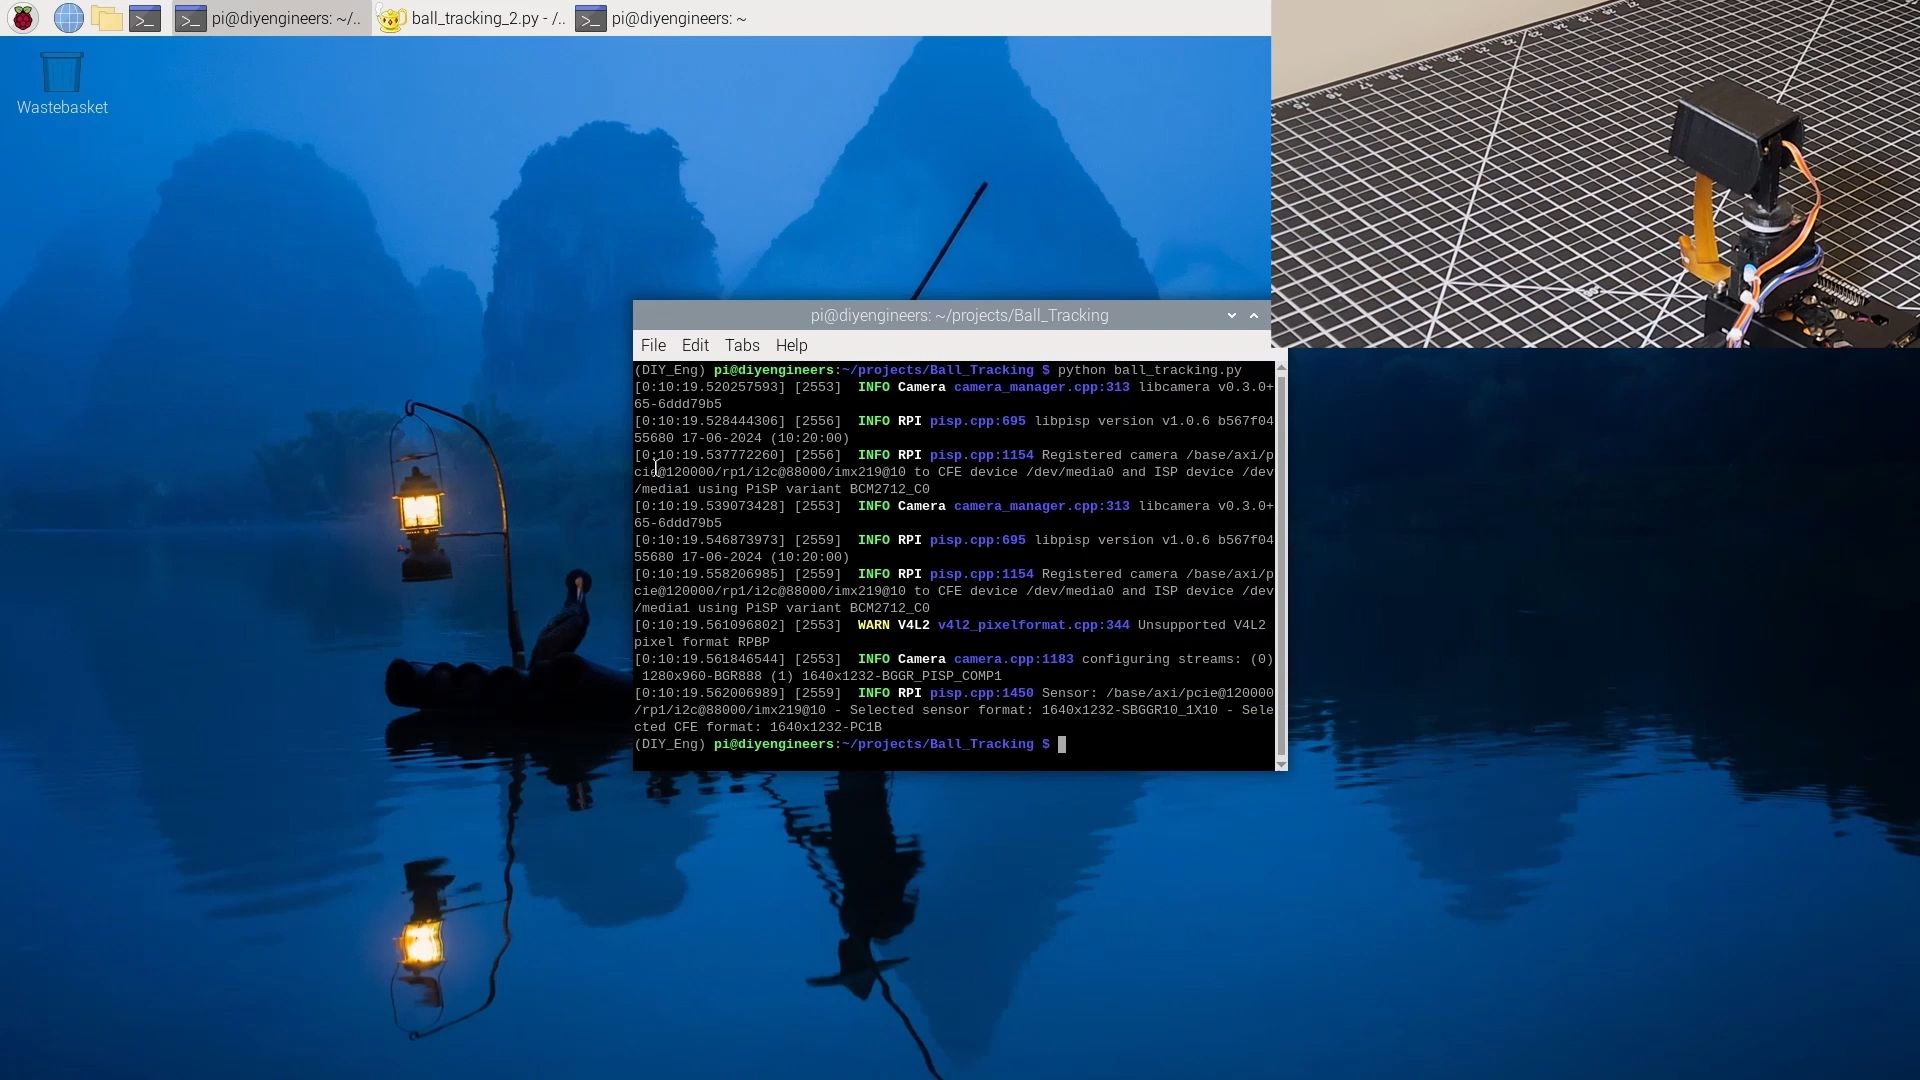 pi@diyengineers: ~/..
ball_tracking_2.py - /..
pi@diyengineers: ~
Wastebasket
pi@diyengineers: ~/projects/Ball_Tracking
File Edit Tabs Help
(DIY_Eng) pi@diyengineers:~/projects/Ball_Tracking $ python ball_tracking.py
[0:10:19.520257593] [2553]  INFO Camera camera_manager.cpp:313 libcamera v0.3.0+
65-6ddd79b5
[0:10:19.528444306] [2556]  INFO RPI pisp.cpp:695 libpisp version v1.0.6 b567f04
55680 17-06-2024 (10:20:00)
[0:10:19.537772260] [2556]  INFO RPI pisp.cpp:1154 Registered camera /base/axi/p
cie@120000/rp1/i2c@88000/imx219@10 to CFE device /dev/media0 and ISP device /dev
/media1 using PiSP variant BCM2712_C0
[0:10:19.539073428] [2553]  INFO Camera camera_manager.cpp:313 libcamera v0.3.0+
65-6ddd79b5
[0:10:19.546873973] [2559]  INFO RPI pisp.cpp:695 libpisp version v1.0.6 b567f04
55680 17-06-2024 (10:20:00)
[0:10:19.558206985] [2559]  INFO RPI pisp.cpp:1154 Registered camera /base/axi/p
cie@120000/rp1/i2c@88000/imx219@10 to CFE device /dev/media0 and ISP device /dev
/media1 using PiSP variant BCM2712_C0
[0:10:19.561096802] [2553]  WARN V4L2 v4l2_pixelformat.cpp:344 Unsupported V4L2
pixel format RPBP
[0:10:19.561846544] [2553]  INFO Camera camera.cpp:1183 configuring streams: (0)
 1280x960-BGR888 (1) 1640x1232-BGGR_PISP_COMP1
[0:10:19.562006989] [2559]  INFO RPI pisp.cpp:1450 Sensor: /base/axi/pcie@120000
/rp1/i2c@88000/imx219@10 - Selected sensor format: 1640x1232-SBGGR10_1X10 - Sele
cted CFE format: 1640x1232-PC1B
(DIY_Eng) pi@diyengineers:~/projects/Ball_Tracking $